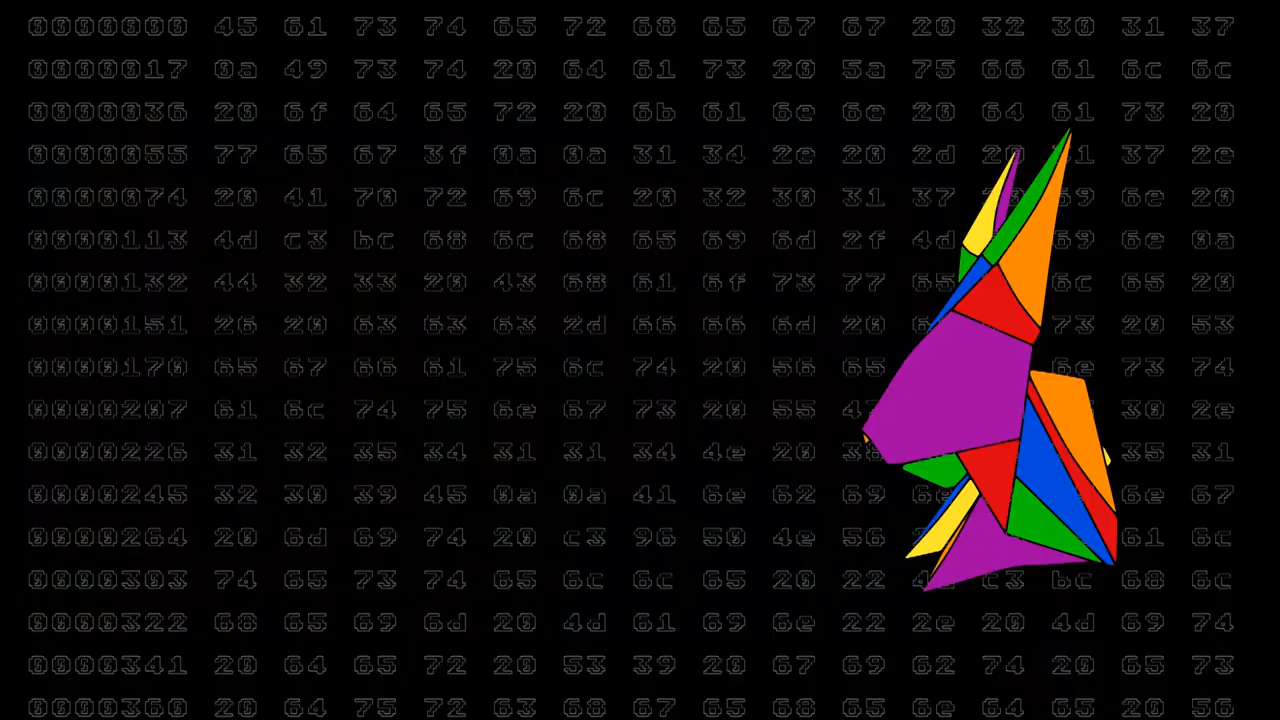 0000000 45 61 73 74 65 72 68 65 67 67 20 32 30 31 37
0000017 0a 49 73 74 20 64 61 73 20 5a 75 66 61 6c 6c
0000036 20 6f 64 65 72 20 6b 61 6e 6e 20 64 61 73 20
0000055 77 65 67 3f 0a 0a 31 34 2e 20 2d 37 2e
0000074 20 41 70 72 69 6c 20 32 30 31 37 69 6e 20
0000113 4d c3 bc 68 6c 68 65 69 6d 2f 4d 69 6e 0a
0000132 44 32 33 20 43 68 61 6f 73 77 65 6c 65 20
0000151 26 20 63 63 63 2d 66 66 6d 20 73 20 53
0000170 65 67 66 61 75 6c 74 20 56 65 6e 73 74
0000207 61 6c 74 75 6e 67 73 20 55 30 2e
0000226 31 32 35 34 31 31 34 4e 20 35 31
0000245 32 30 39 45 0a 0a 41 6e 62 69 6e 67
0000264 20 6d 69 74 20 c3 96 50 4e 56 61 6c
0000303 74 65 73 74 65 6c 6c 65 20 22 c3 bc 68 6c
0000322 68 65 69 6d 20 4d 61 69 6e 22 2e 20 4d 69 74
0000341 20 64 65 72 20 53 39 20 67 69 62 74 20 65 73
0000360 20 64 75 72 63 68 67 65 68 65 6e 64 65 20 56